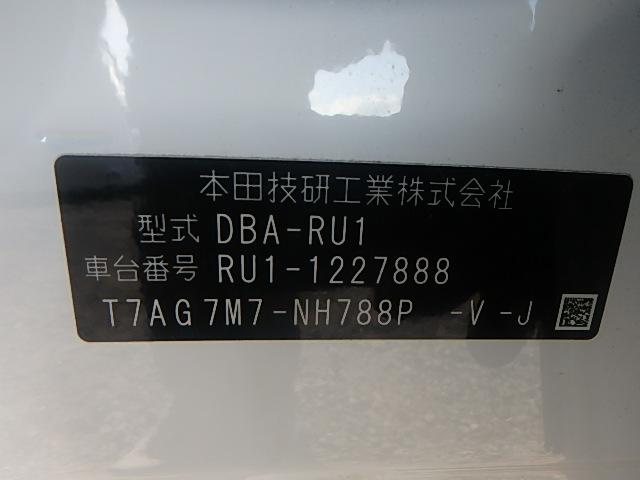 本田技研工業株式会社
型式 DBA-RU1
車台番号 RU1-1227888
T7AG7M7-NH788P -V-J